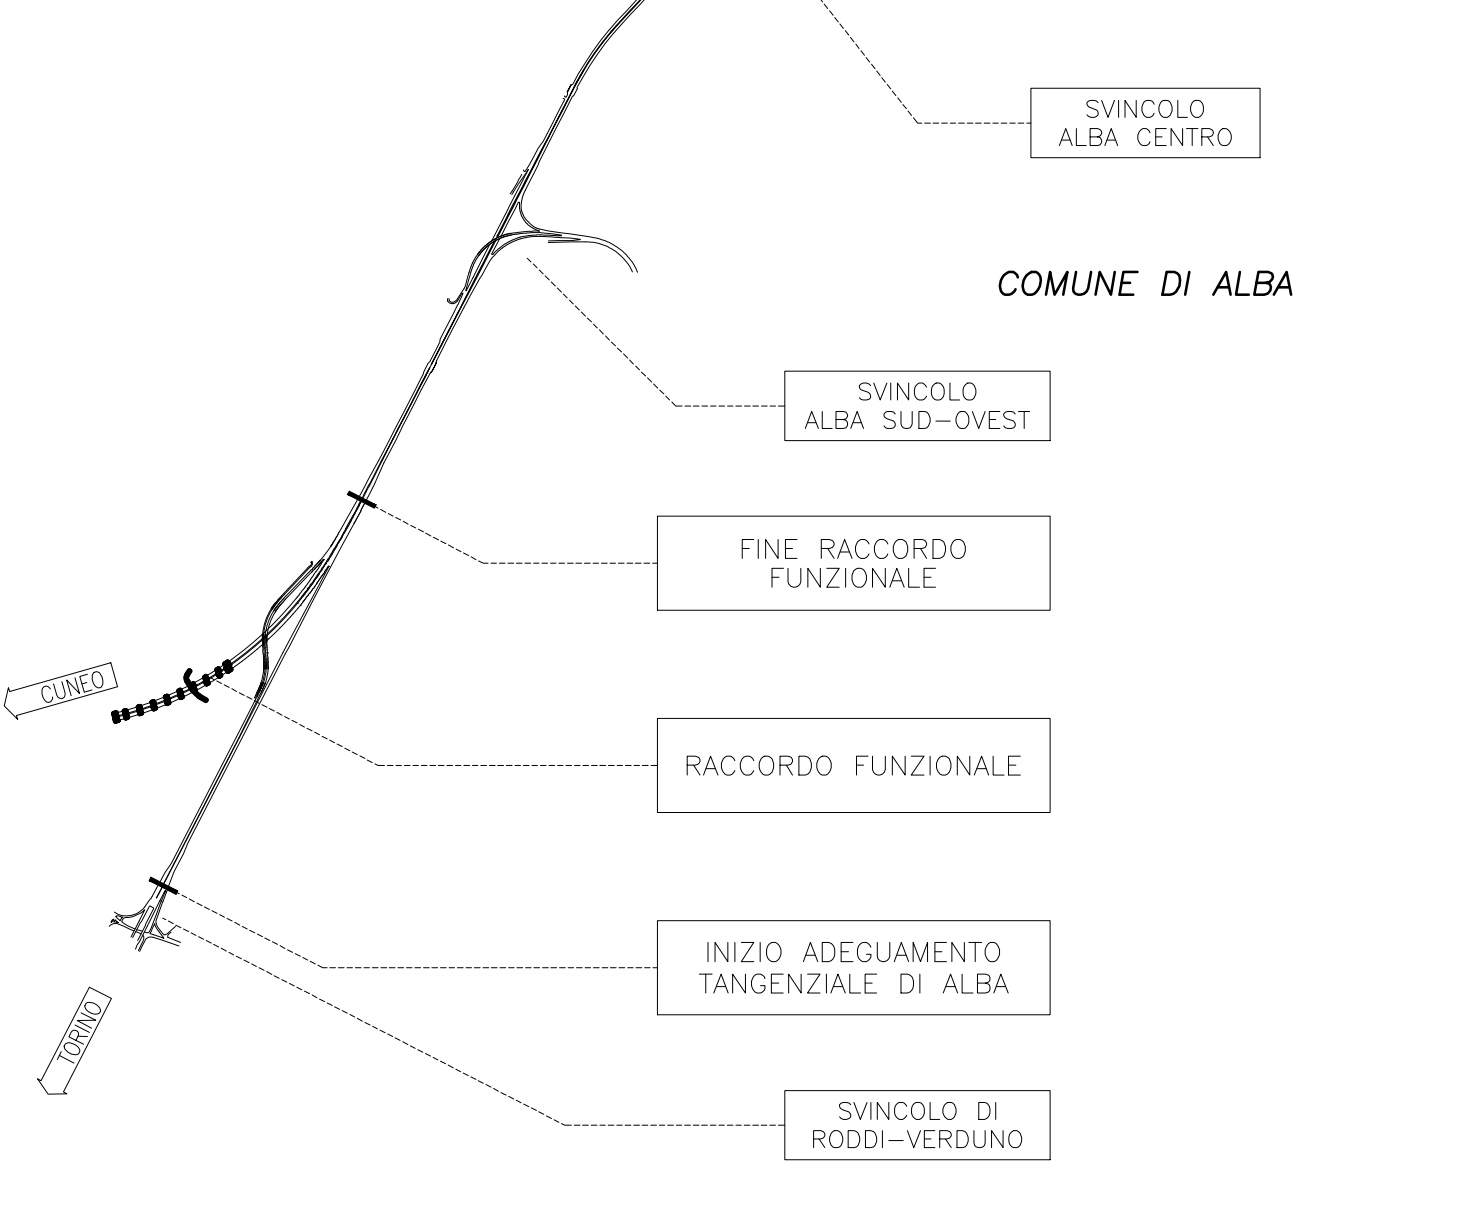 SVINCOLO
ALBA CENTRO
COMUNE DI ALBA
SVINCOLO
ALBA SUD-OVEST
FINE RACCORDO
FUNZIONALE
CUNEO
RACCORDO FUNZIONALE
INIZIO ADEGUAMENTO
TANGENZIALE DI ALBA
TORINO
SVINCOLO DI
RODDI-VERDUNO